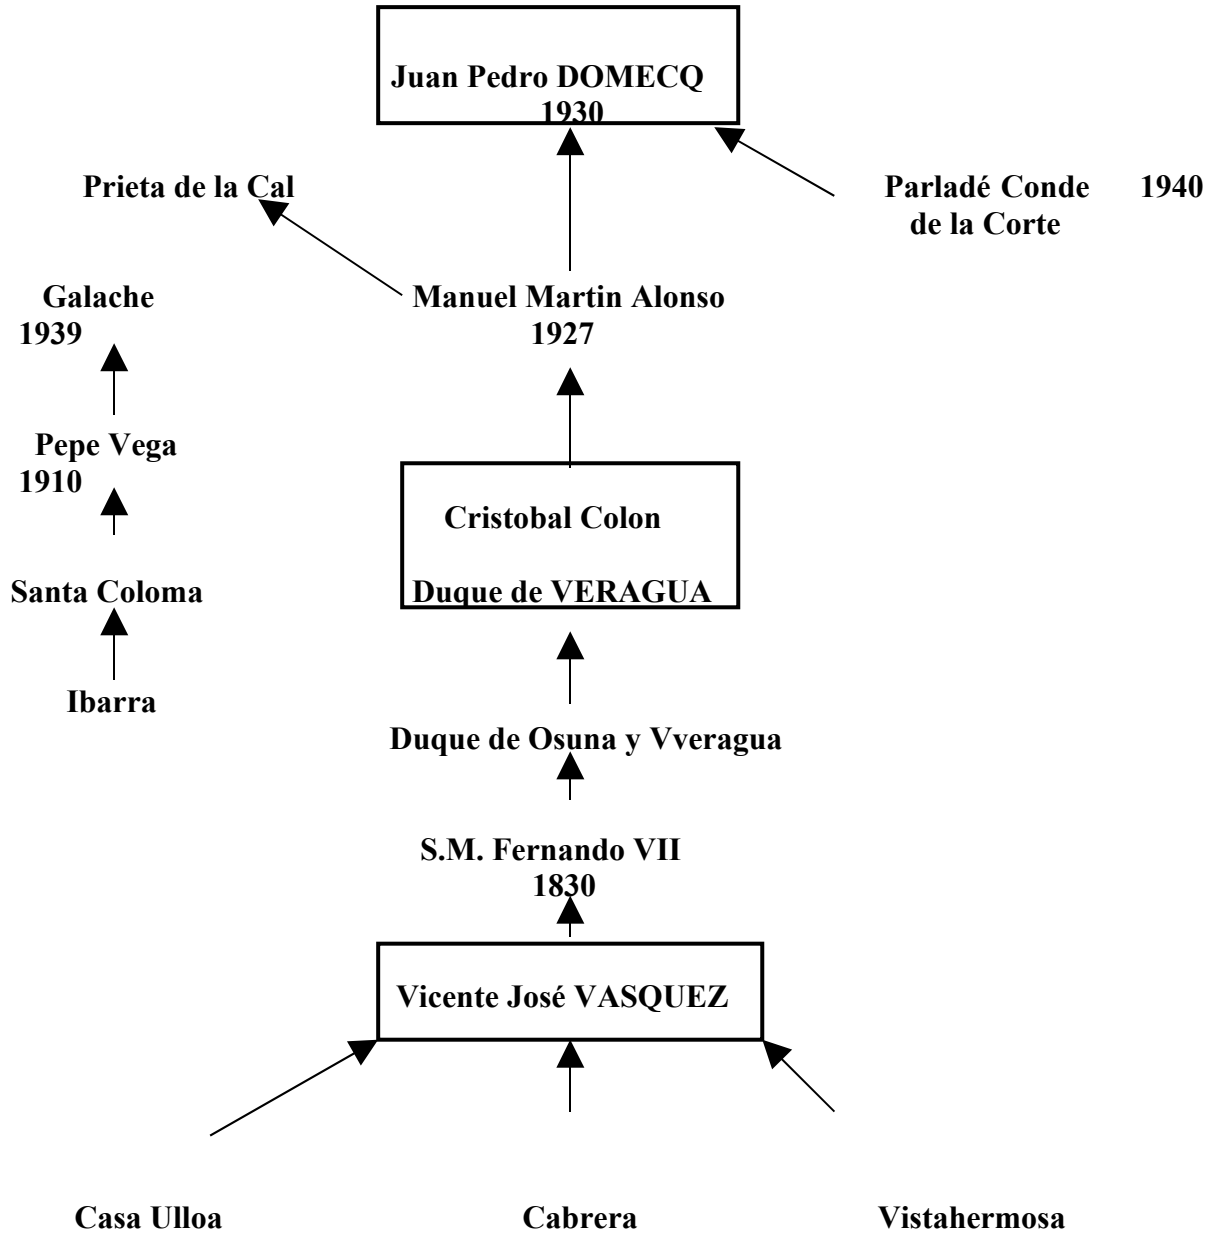 Juan Pedro DOMECQ
1930
Prieta de la Cal
Parladé Conde 1940
de la Corte
Galache
1939
Manuel Martin Alonso
1927
Pepe Vega
1910
Cristobal Colon
Santa Coloma
Duque de VERAGUA
Ibarra
Duque de Osuna y Vveragua
S.M. Fernando VII
1830
Vicente José VASQUEZ
Casa Ulloa
Cabrera
Vistahermosa